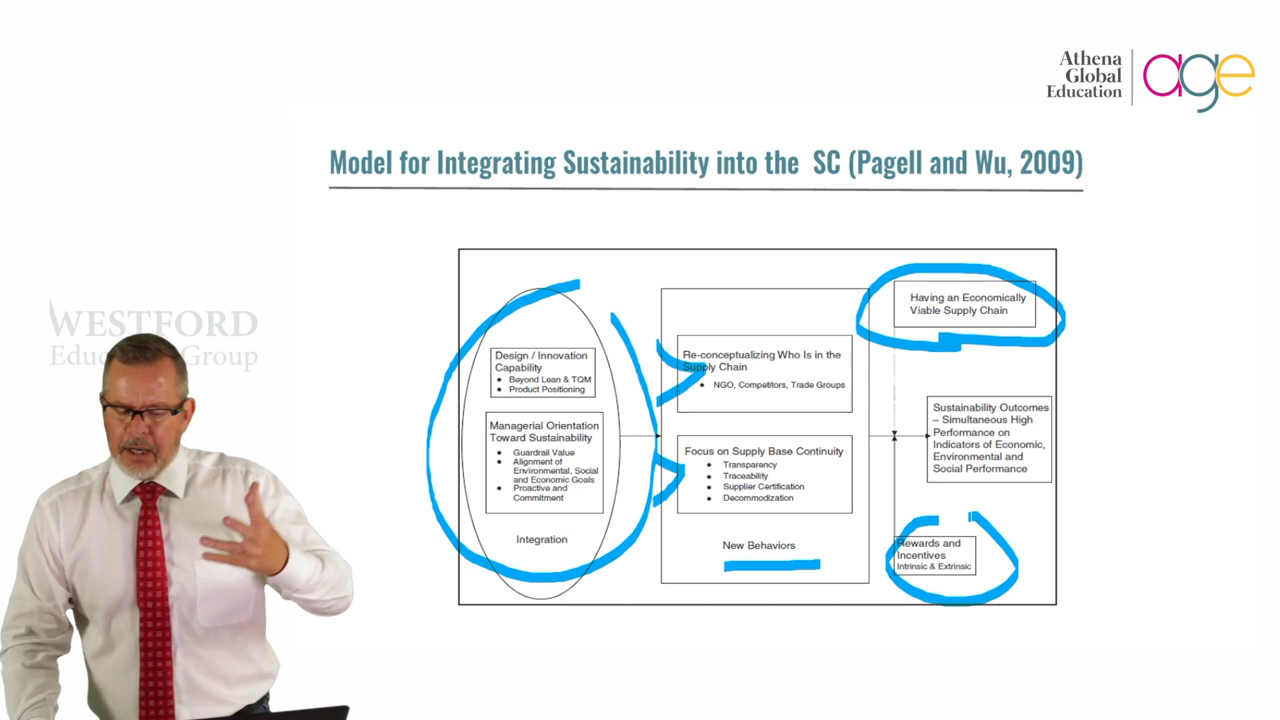 Athena
Global
Education
age
Model for Integrating Sustainability into the SC (Pagell and Wu, 2009)
WESTFORD
Edu Group
Design / Innovation
Capability
● Beyond Lean & TQM
● Product Positioning
Managerial Orientation
Toward Sustainability
● Guardrail Value
● Alignment of
Environmental, Social
and Economic Goals
● Proactive and
Commitment
Integration
Re-conceptualizing Who Is in the
Supply Chain
● NGO, Competitors, Trade Groups
Focus on Supply Base Continuity
● Transparency
● Traceability
● Supplier Certification
● Decommodization
New Behaviors
Having an Economically
Viable Supply Chain
Sustainability Outcomes
– Simultaneous High
Performance on
Indicators of Economic,
Environmental and
Social Performance
Rewards and
Incentives
Intrinsic & Extrinsic